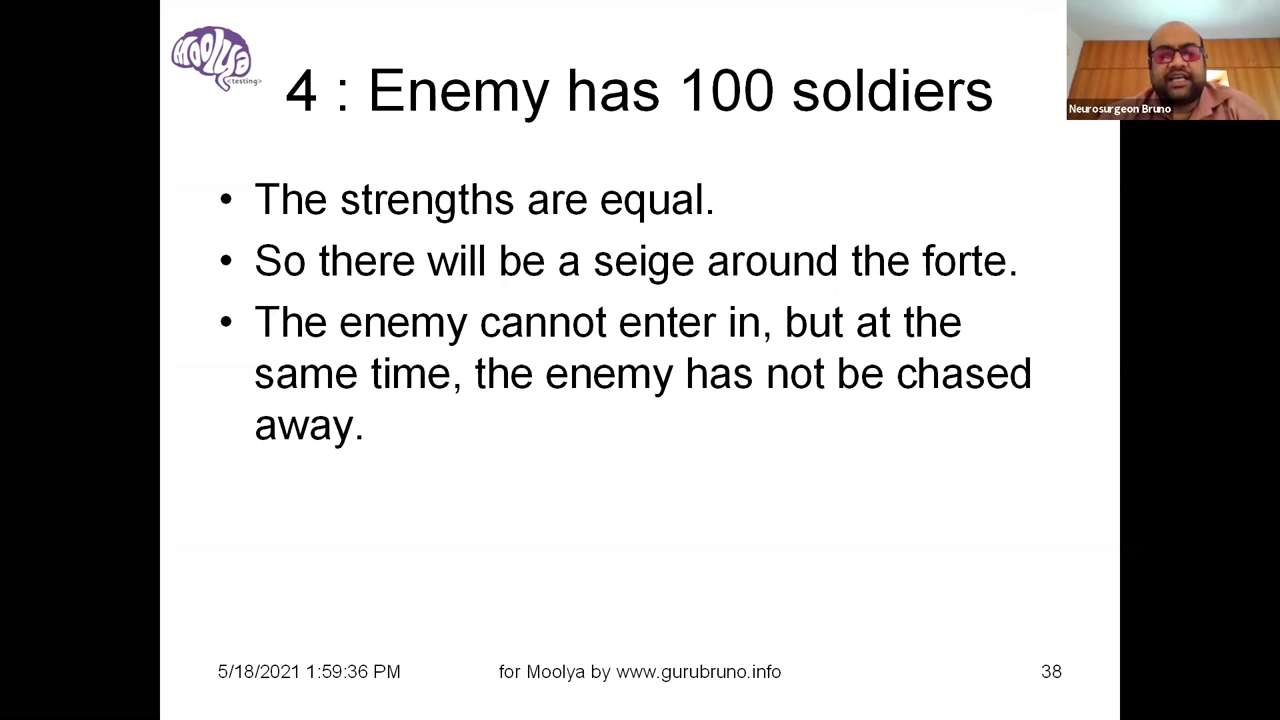 Moolya
<testing>
4 : Enemy has 100 soldiers
Neurosurgeon Bruno
• The strengths are equal.
• So there will be a seige around the forte.
• The enemy cannot enter in, but at the
same time, the enemy has not be chased
away.
5/18/2021 1:59:36 PM
for Moolya by www.gurubruno.info
38